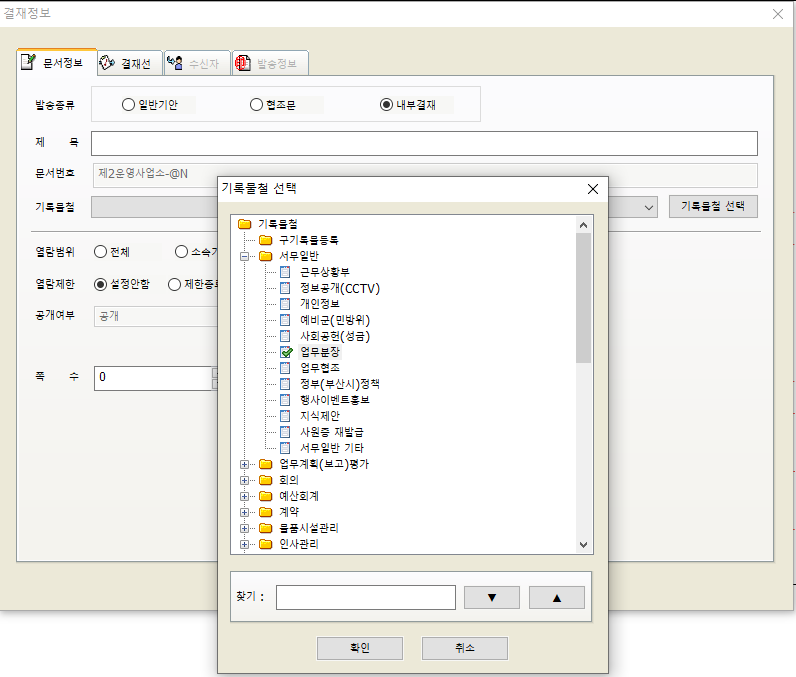 결재정보
문서정보 결재선 수신자 발송정보
발송종류 일반기안 협조문 내부결재
제 목
문서번호 제2운영사업소-@N
기록물철 기록물철 선택
열람범위 전체 소속기
열람제한 설정안함 제한종료
공개여부 공개
쪽 수 0
기록물철 선택
기록물철
구기록물등록
서무일반
근무상황부
정보공개(CCTV)
개인정보
예비군(민방위)
사회공헌(성금)
업무분장
업무협조
정부(부산시)정책
행사이벤트홍보
지식제안
사원증 재발급
서무일반 기타
업무계획(보고)평가
회의
예산회계
계약
물품시설관리
인사관리
찾기 : ▼ ▲
확인 취소